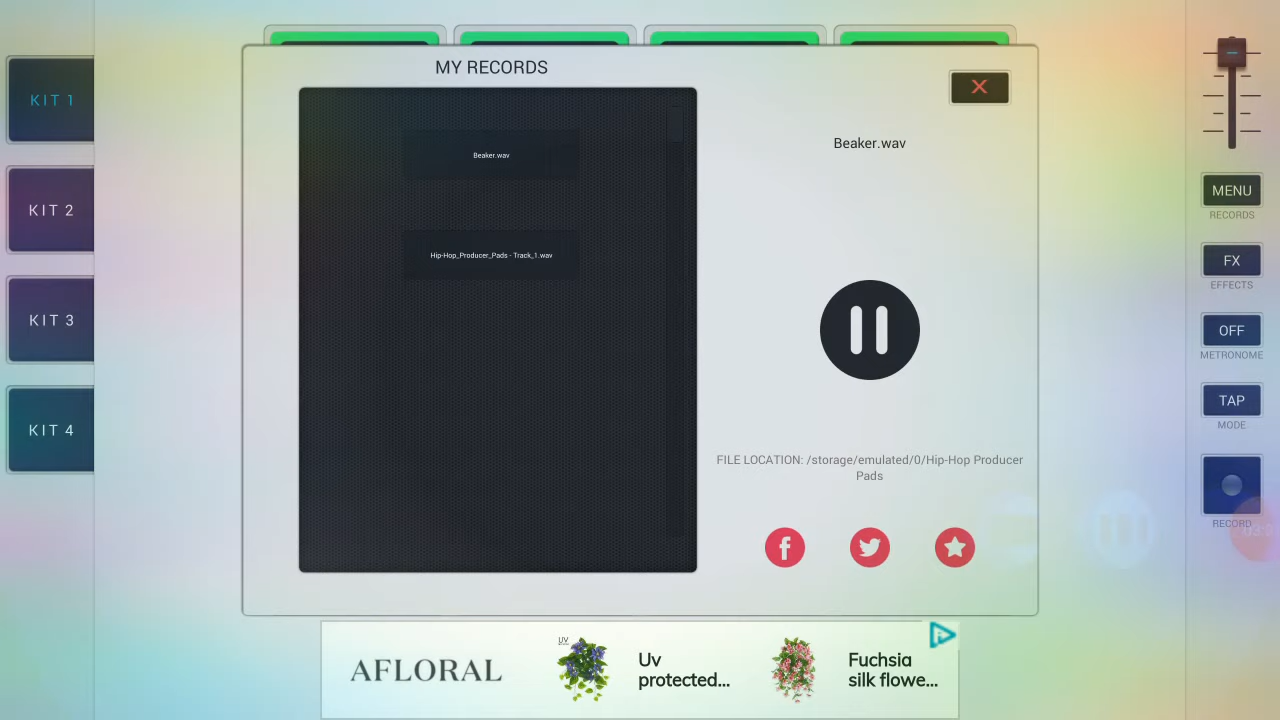 MY RECORDS
KIT 1
KIT 2
KIT 3
KIT 4
Beaker.wav
Hip-Hop_Producer_Pads - Track_1.wav
Beaker.wav
FILE LOCATION: /storage/emulated/0/Hip-Hop Producer
Pads
MENU
RECORDS
FX
EFFECTS
OFF
METRONOME
TAP
MODE
RECORD
AFLORAL
UV
Uv
protected...
Fuchsia
silk flowe...